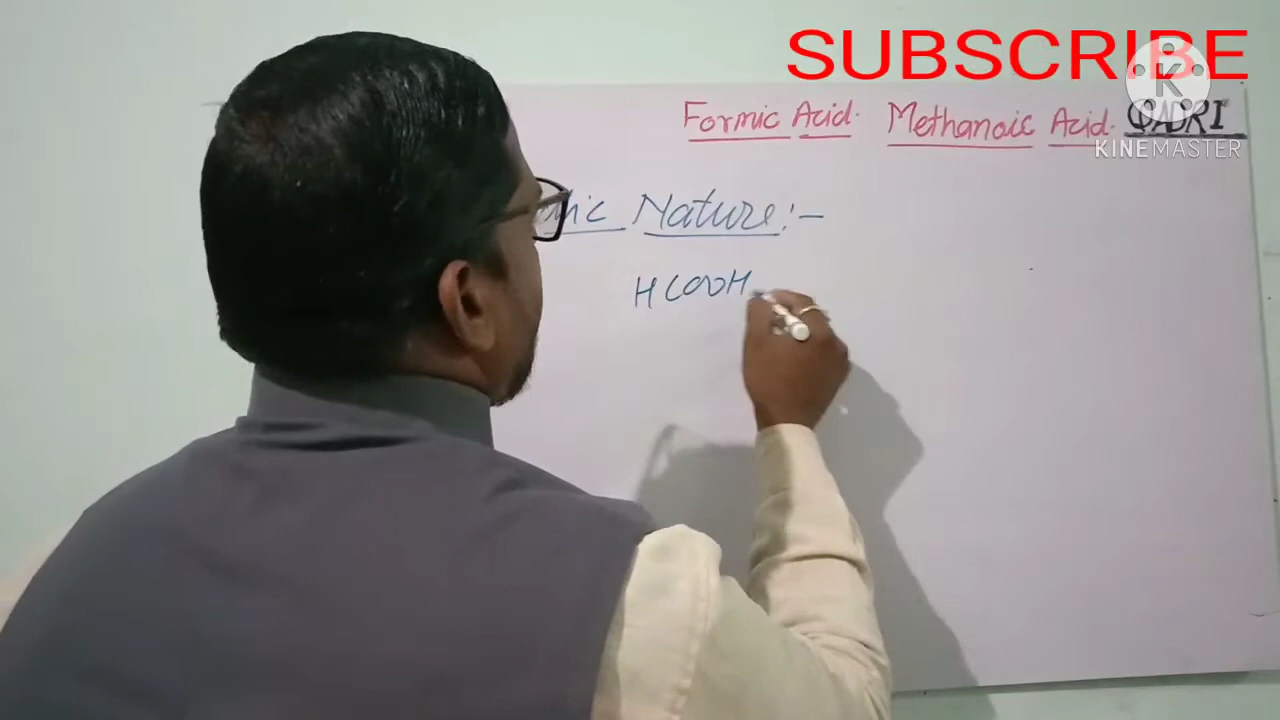 SUBSCRIBE
K
Formic Acid. Methanoic Acid. QADRI
KINEMASTER
Nature:-
HCOOH